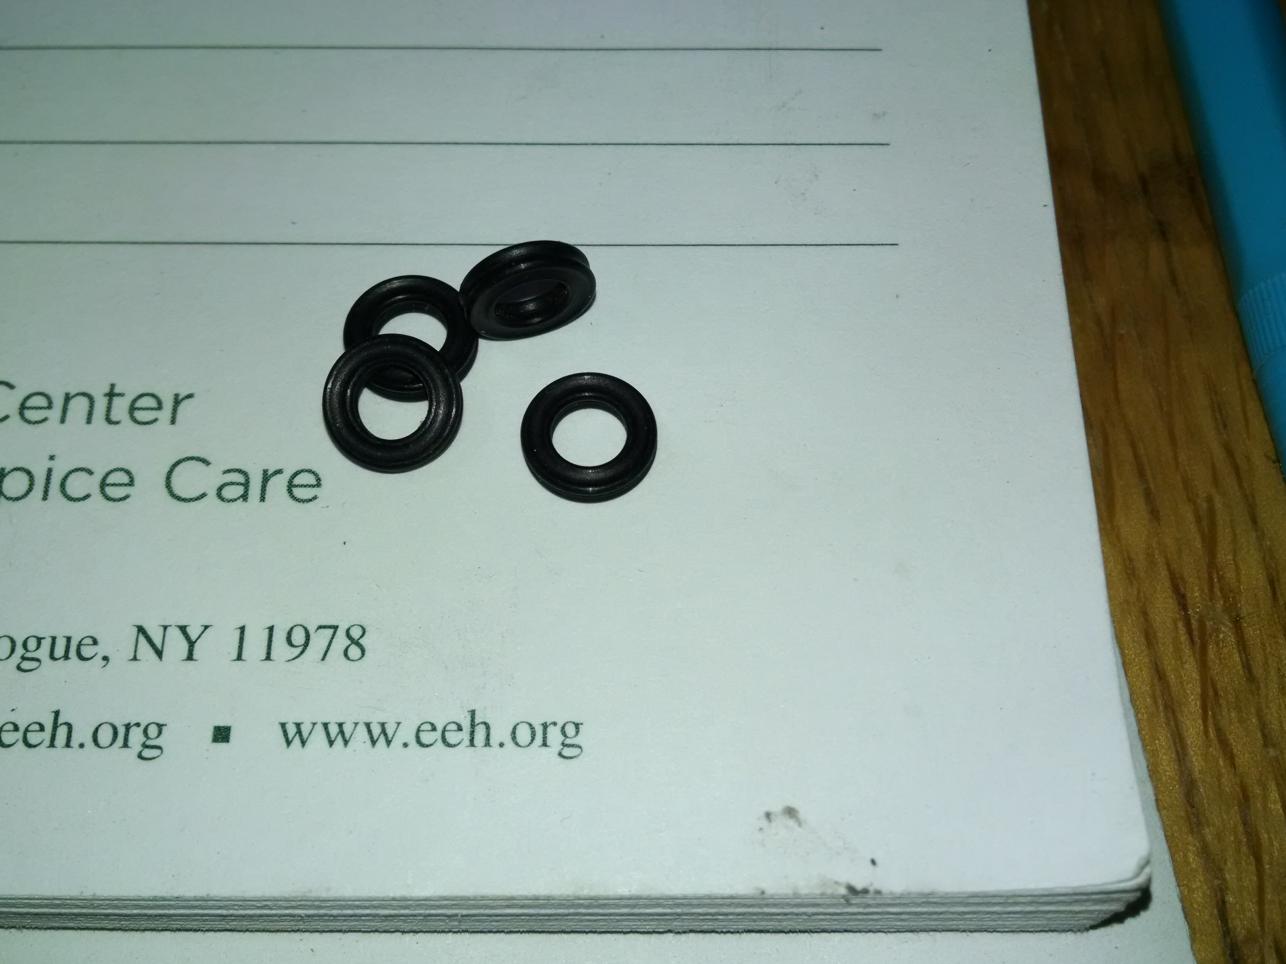 Center
pice Care
ogue, NY 11978
eeh.org ▪ www.eeh.org